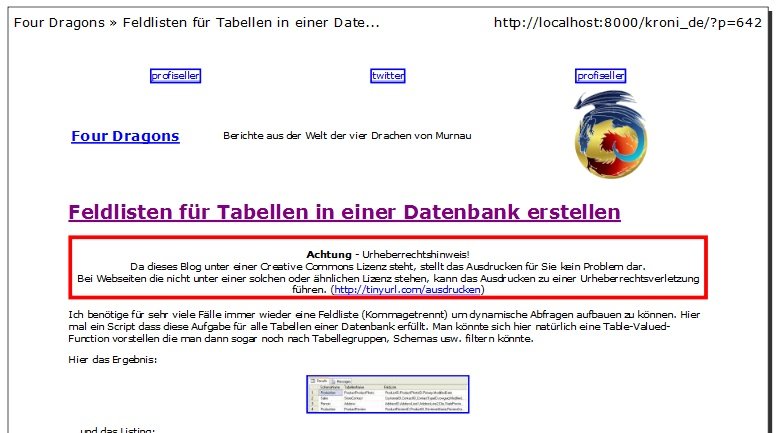 Four Dragons » Feldlisten für Tabellen in einer Date...
http://localhost:8000/kroni_de/?p=642
profiseller
twitter
profiseller
Four Dragons
Berichte aus der Welt der vier Drachen von Murnau
Feldlisten für Tabellen in einer Datenbank erstellen
Achtung - Urheberrechtshinweis!
Da dieses Blog unter einer Creative Commons Lizenz steht, stellt das Ausdrucken für Sie kein Problem dar.
Bei Webseiten die nicht unter einer solchen oder ähnlichen Lizenz stehen, kann das Ausdrucken zu einer Urheberrechtsverletzung
führen. (http://tinyurl.com/ausdrucken)
Ich benötige für sehr viele Fälle immer wieder eine Feldliste (Kommagetrennt) um dynamische Abfragen aufbauen zu können. Hier
mal ein Script dass diese Aufgabe für alle Tabellen einer Datenbank erfüllt. Man könnte sich hier natürlich eine Table-Valued-
Function vorstellen die man dann sogar noch nach Tabellegruppen, Schemas usw. filtern könnte.
Hier das Ergebnis:
Results Messages
...und das Listing: